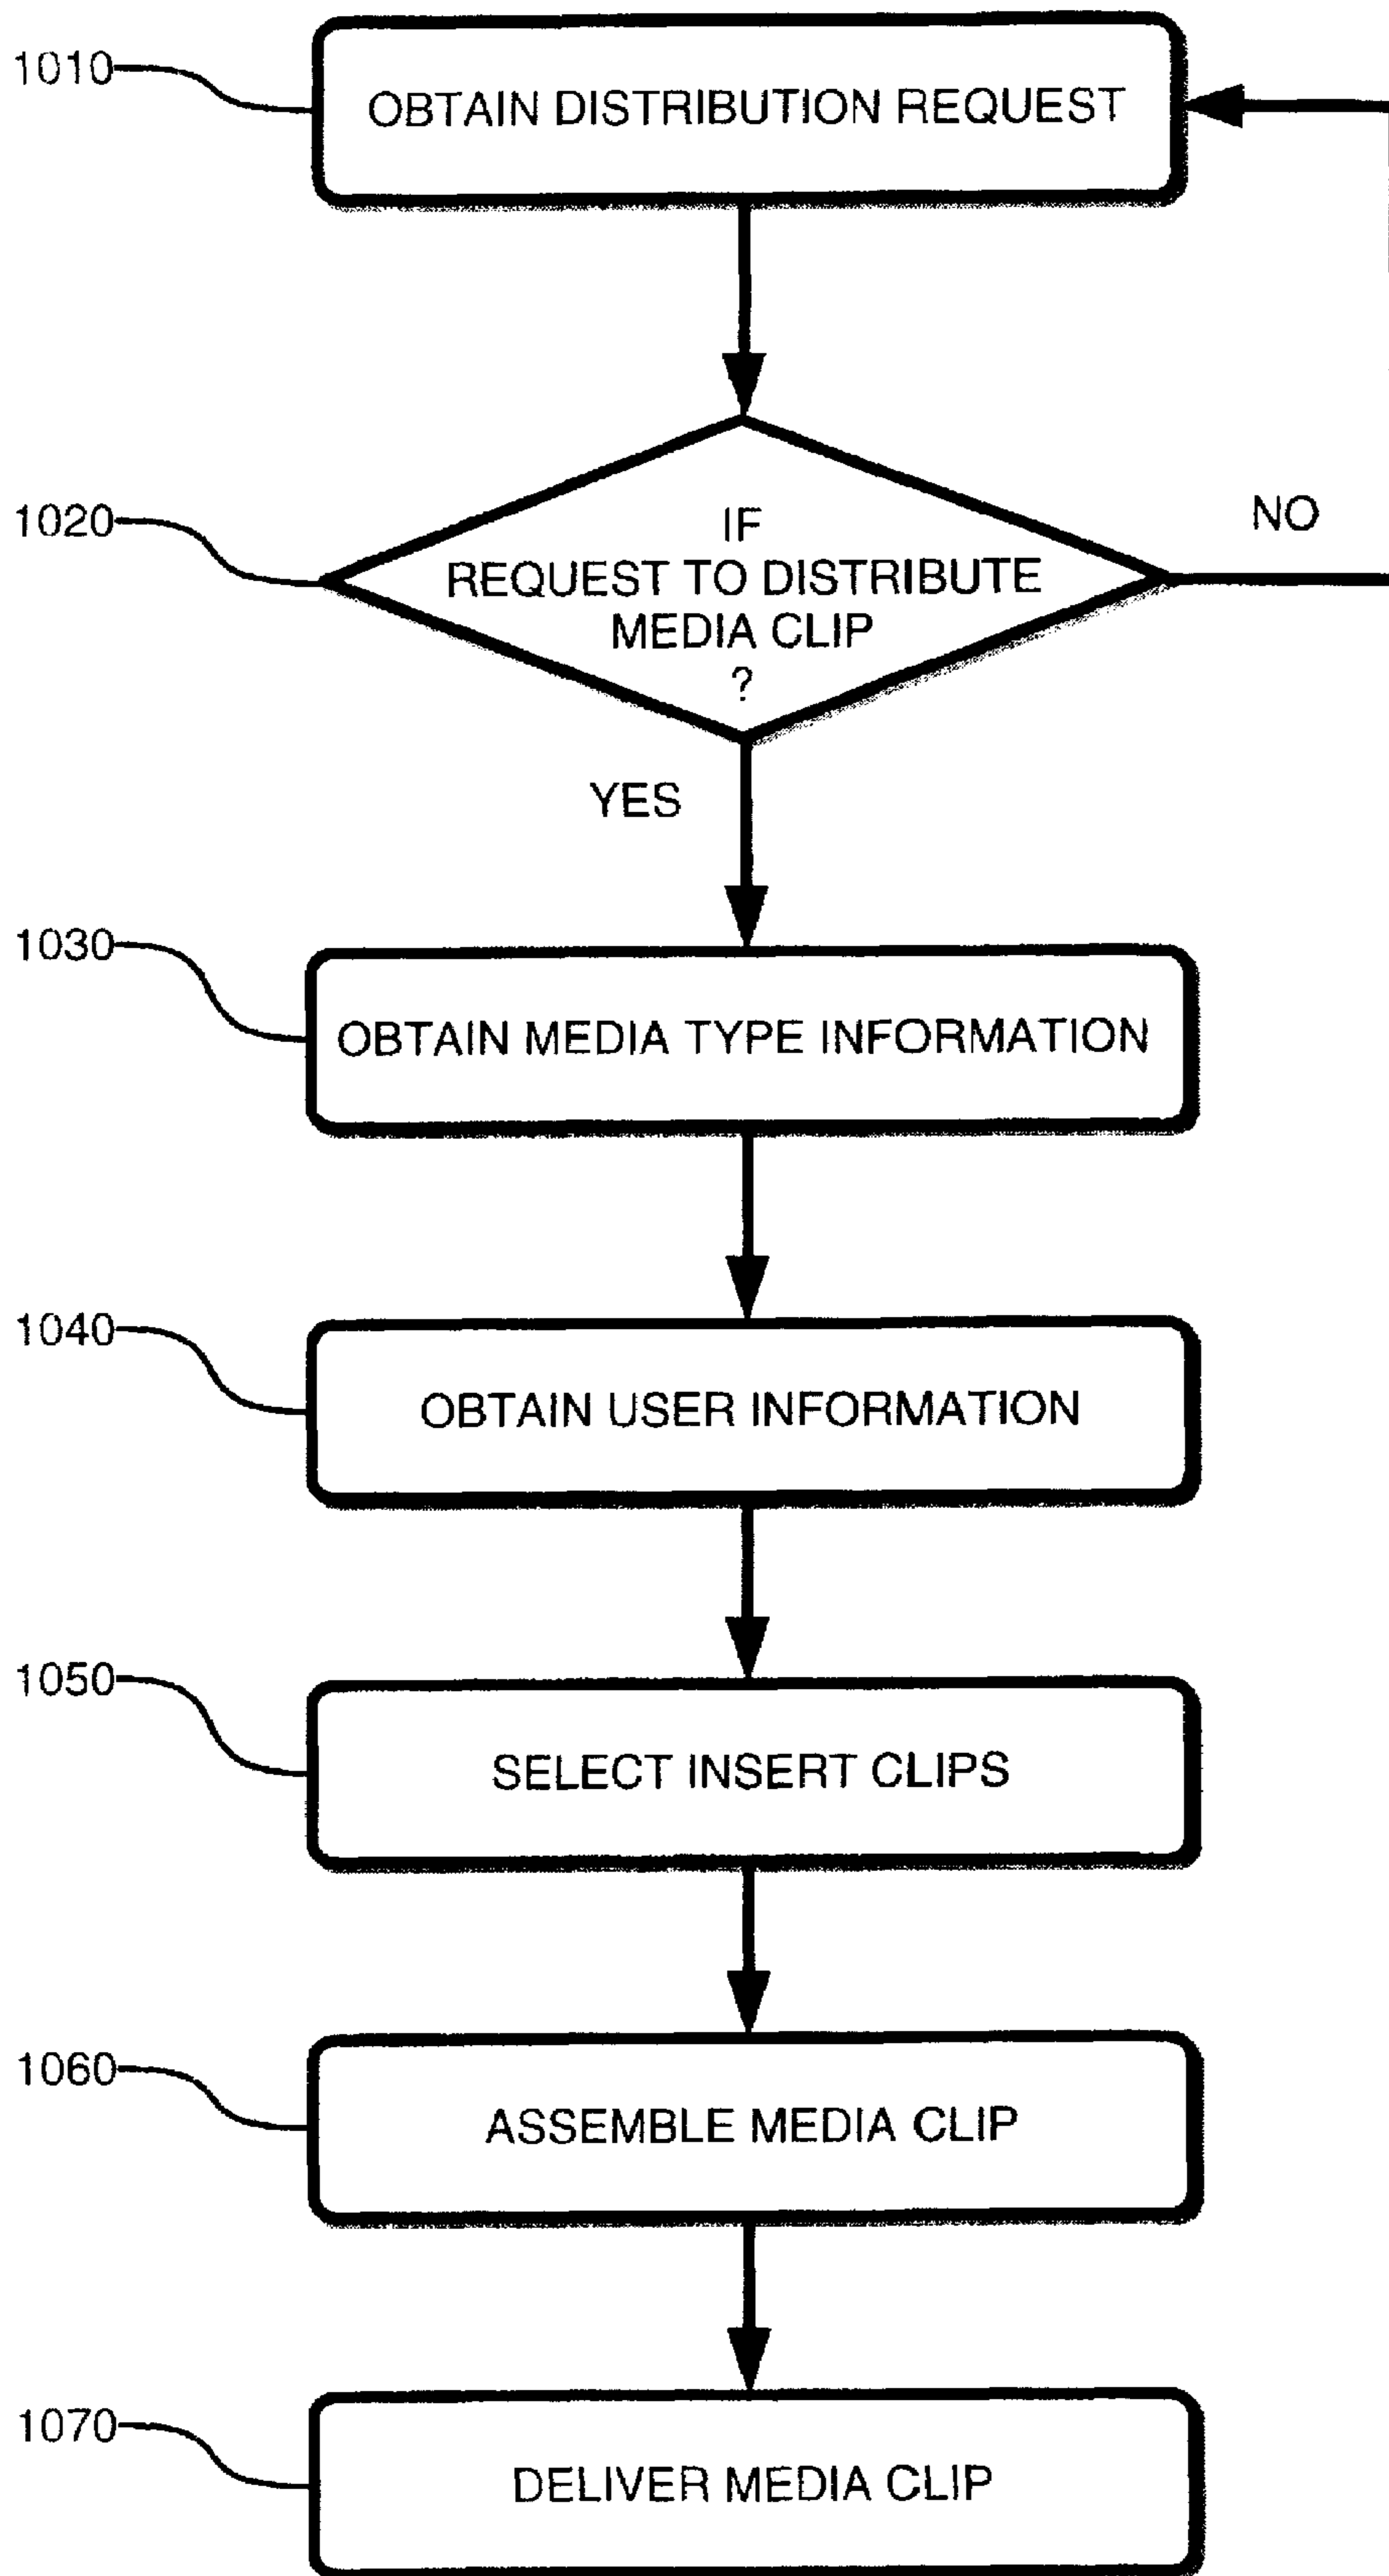 1010
OBTAIN DISTRIBUTION REQUEST
1020
IF
REQUEST TO DISTRIBUTE
MEDIA CLIP
?
NO
YES
1030
OBTAIN MEDIA TYPE INFORMATION
1040
OBTAIN USER INFORMATION
1050
SELECT INSERT CLIPS
1060
ASSEMBLE MEDIA CLIP
1070
DELIVER MEDIA CLIP